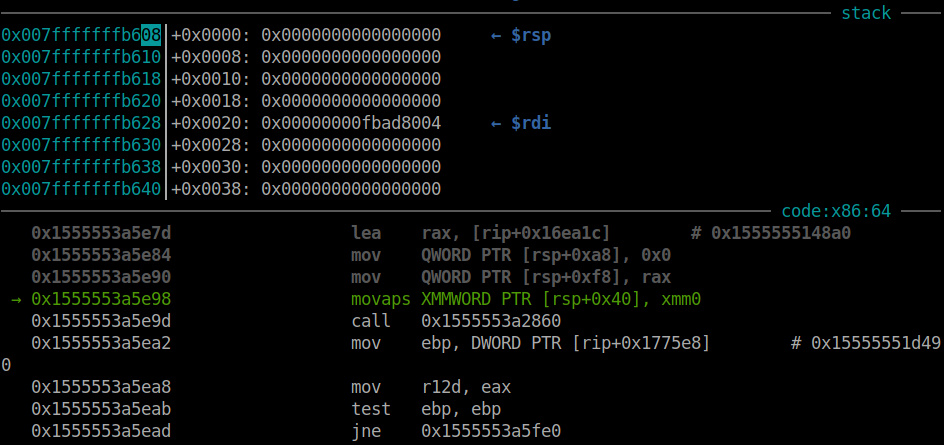 stack
0x007fffffffb608│+0x0000: 0x0000000000000000 ← $rsp
0x007fffffffb610│+0x0008: 0x0000000000000000
0x007fffffffb618│+0x0010: 0x0000000000000000
0x007fffffffb620│+0x0018: 0x0000000000000000
0x007fffffffb628│+0x0020: 0x00000000fbad8004 ← $rdi
0x007fffffffb630│+0x0028: 0x0000000000000000
0x007fffffffb638│+0x0030: 0x0000000000000000
0x007fffffffb640│+0x0038: 0x0000000000000000
code:x86:64
0x1555553a5e7d lea rax, [rip+0x16ea1c] # 0x1555555148a0
0x1555553a5e84 mov QWORD PTR [rsp+0xa8], 0x0
0x1555553a5e90 mov QWORD PTR [rsp+0xf8], rax
→ 0x1555553a5e98 movaps XMMWORD PTR [rsp+0x40], xmm0
0x1555553a5e9d call 0x1555553a2860
0x1555553a5ea2 mov ebp, DWORD PTR [rip+0x1775e8] # 0x15555551d49
0
0x1555553a5ea8 mov r12d, eax
0x1555553a5eab test ebp, ebp
0x1555553a5ead jne 0x1555553a5fe0